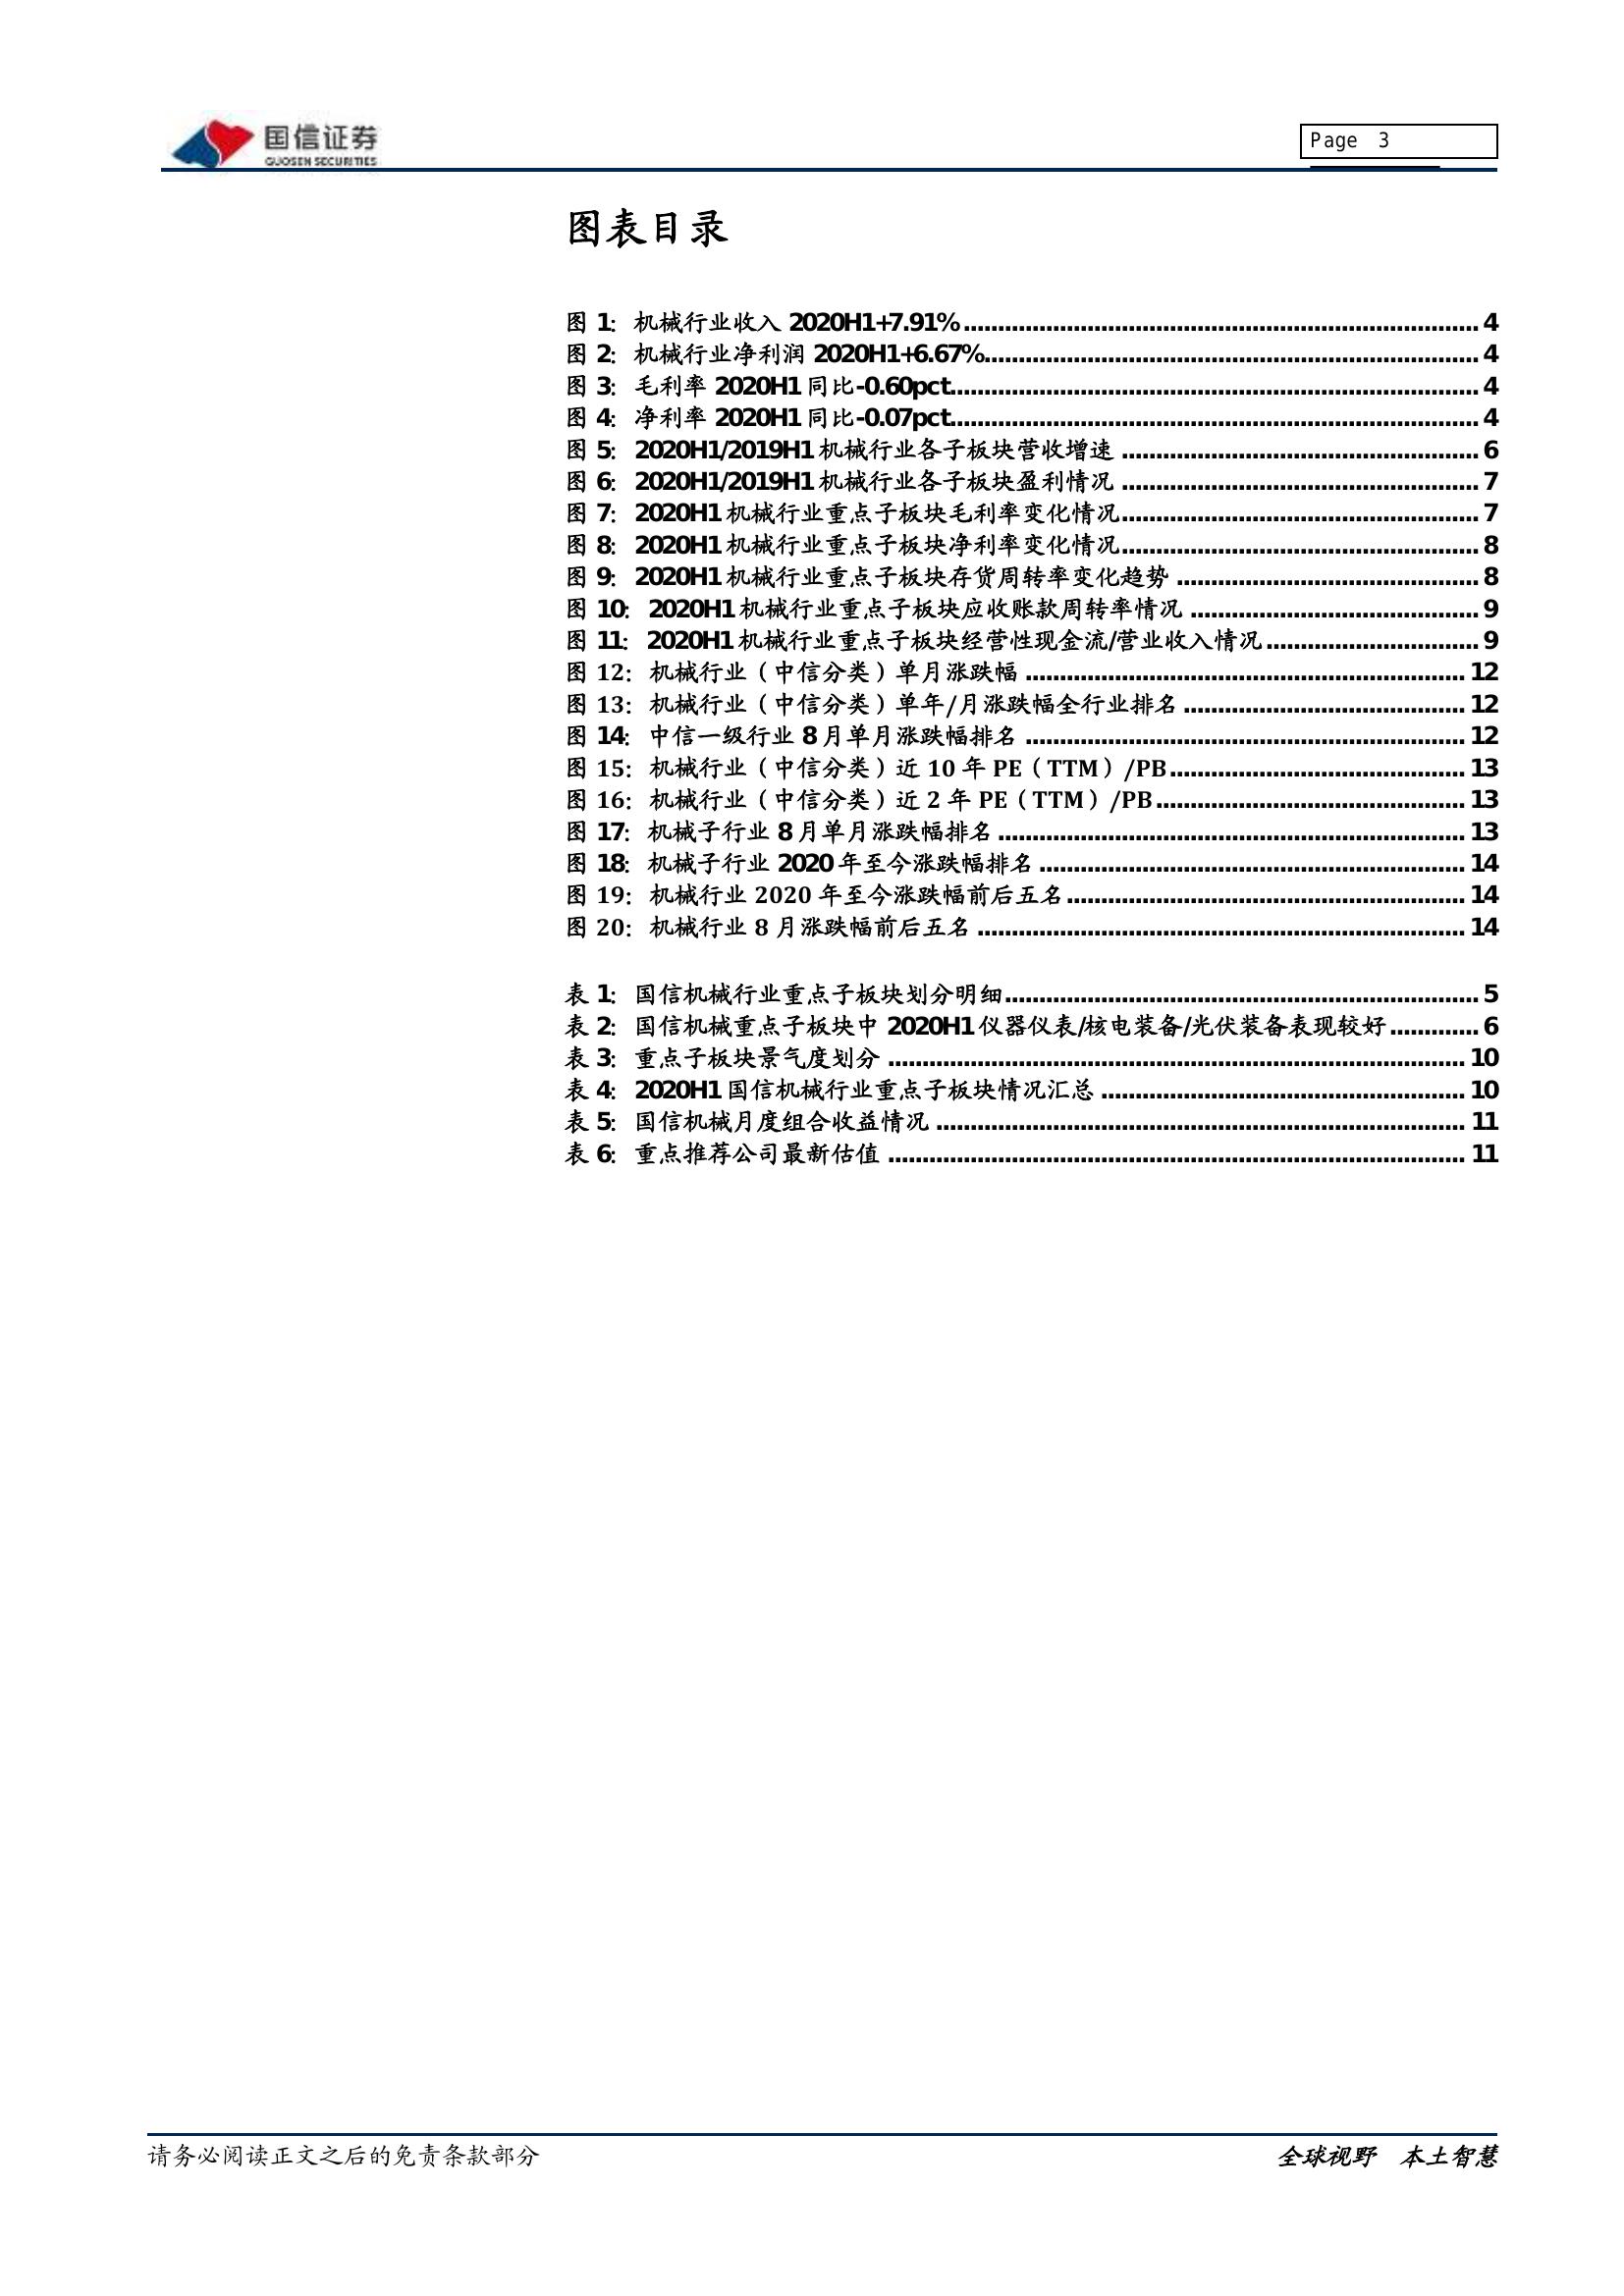 国信证券
GUOSEN SECURITIES
Page 3
图表目录
图 1: 机械行业收入 2020H1+7.91%........ 4
图 2: 机械行业净利润 2020H1+6.67%........ 4
图 3: 毛利率 2020H1 同比-0.60pct........ 4
图 4: 净利率 2020H1 同比-0.07pct........ 4
图 5: 2020H1/2019H1 机械行业各子板块营收增速 ........ 6
图 6: 2020H1/2019H1 机械行业各子板块盈利情况 ........ 7
图 7: 2020H1 机械行业重点子板块毛利率变化情况........ 7
图 8: 2020H1 机械行业重点子板块净利率变化情况........ 8
图 9: 2020H1 机械行业重点子板块存货周转率变化趋势 ........ 8
图 10: 2020H1 机械行业重点子板块应收账款周转率情况 ........ 9
图 11: 2020H1 机械行业重点子板块经营性现金流/营业收入情况........ 9
图 12: 机械行业（中信分类）单月涨跌幅 ........ 12
图 13: 机械行业（中信分类）单年/月涨跌幅全行业排名 ........ 12
图 14: 中信一级行业 8 月单月涨跌幅排名 ........ 12
图 15: 机械行业（中信分类）近 10 年 PE（TTM）/PB........ 13
图 16: 机械行业（中信分类）近 2 年 PE（TTM）/PB........ 13
图 17: 机械子行业 8 月单月涨跌幅排名 ........ 13
图 18: 机械子行业 2020 年至今涨跌幅排名 ........ 14
图 19: 机械行业 2020 年至今涨跌幅前后五名........ 14
图 20: 机械行业 8 月涨跌幅前后五名 ........ 14
表 1: 国信机械行业重点子板块划分明细........ 5
表 2: 国信机械重点子板块中 2020H1 仪器仪表/核电装备/光伏装备表现较好........ 6
表 3: 重点子板块景气度划分 ........ 10
表 4: 2020H1 国信机械行业重点子板块情况汇总 ........ 10
表 5: 国信机械月度组合收益情况 ........ 11
表 6: 重点推荐公司最新估值 ........ 11
请务必阅读正文之后的免责条款部分
全球视野 本土智慧